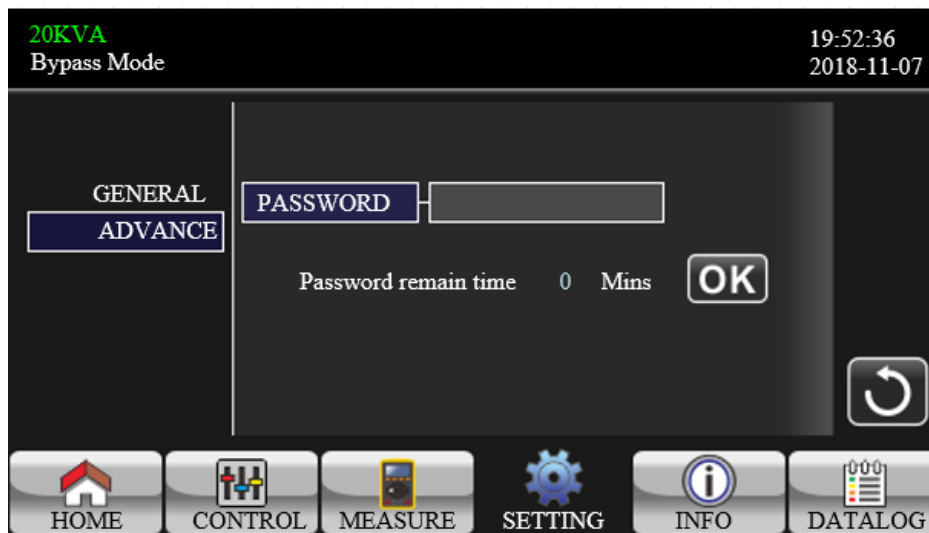 20KVA
Bypass Mode
19:52:36
2018-11-07
GENERAL
ADVANCE
PASSWORD
Password remain time 0 Mins
OK
HOME
CONTROL
MEASURE
SETTING
INFO
DATALOG